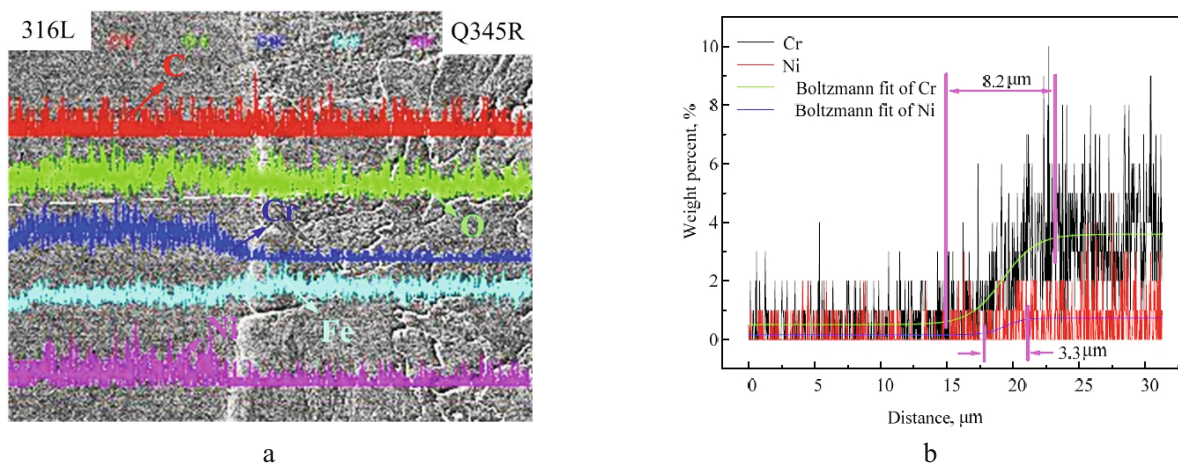 316L
Q345R
C
O
Cr
Fe
Ni
a
Cr
Ni
Boltzmann fit of Cr
Boltzmann fit of Ni
8.2 μm
3.3 μm
Weight percent, %
10
8
6
4
2
0
0 5 10 15 20 25 30
Distance, μm
b